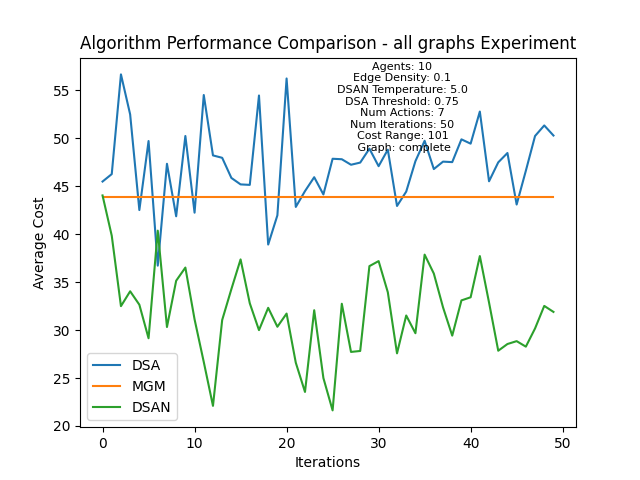 Algorithm Performance Comparison - all graphs Experiment
Agents: 10
Edge Density: 0.1
DSAN Temperature: 5.0
DSA Threshold: 0.75
Num Actions: 7
Num Iterations: 50
Cost Range: 101
Graph: complete
Average Cost
55
50
45
40
35
30
25
20
DSA
MGM
DSAN
0
10
20
30
40
50
Iterations